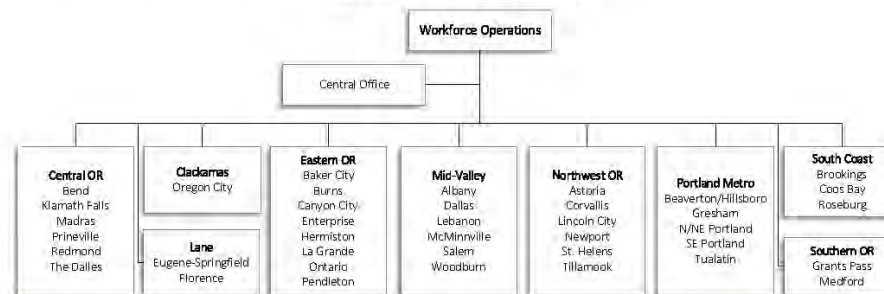 Workforce Operations
Central Office
Central OR
Bend
Klamath Falls
Madras
Prineville
Redmond
The Dalles
Clackamas
Oregon City
Lane
Eugene-Springfield
Florence
Eastern OR
Baker City
Burns
Canyon City
Enterprise
Hermiston
La Grande
Ontario
Pendleton
Mid-Valley
Albany
Dallas
Lebanon
McMinnville
Salem
Woodburn
Northwest OR
Astoria
Corvallis
Lincoln City
Newport
St. Helens
Tillamook
Portland Metro
Beaverton/Hillsboro
Gresham
N/NE Portland
SE Portland
Tualatin
South Coast
Brookings
Coos Bay
Roseburg
Southern OR
Grants Pass
Medford